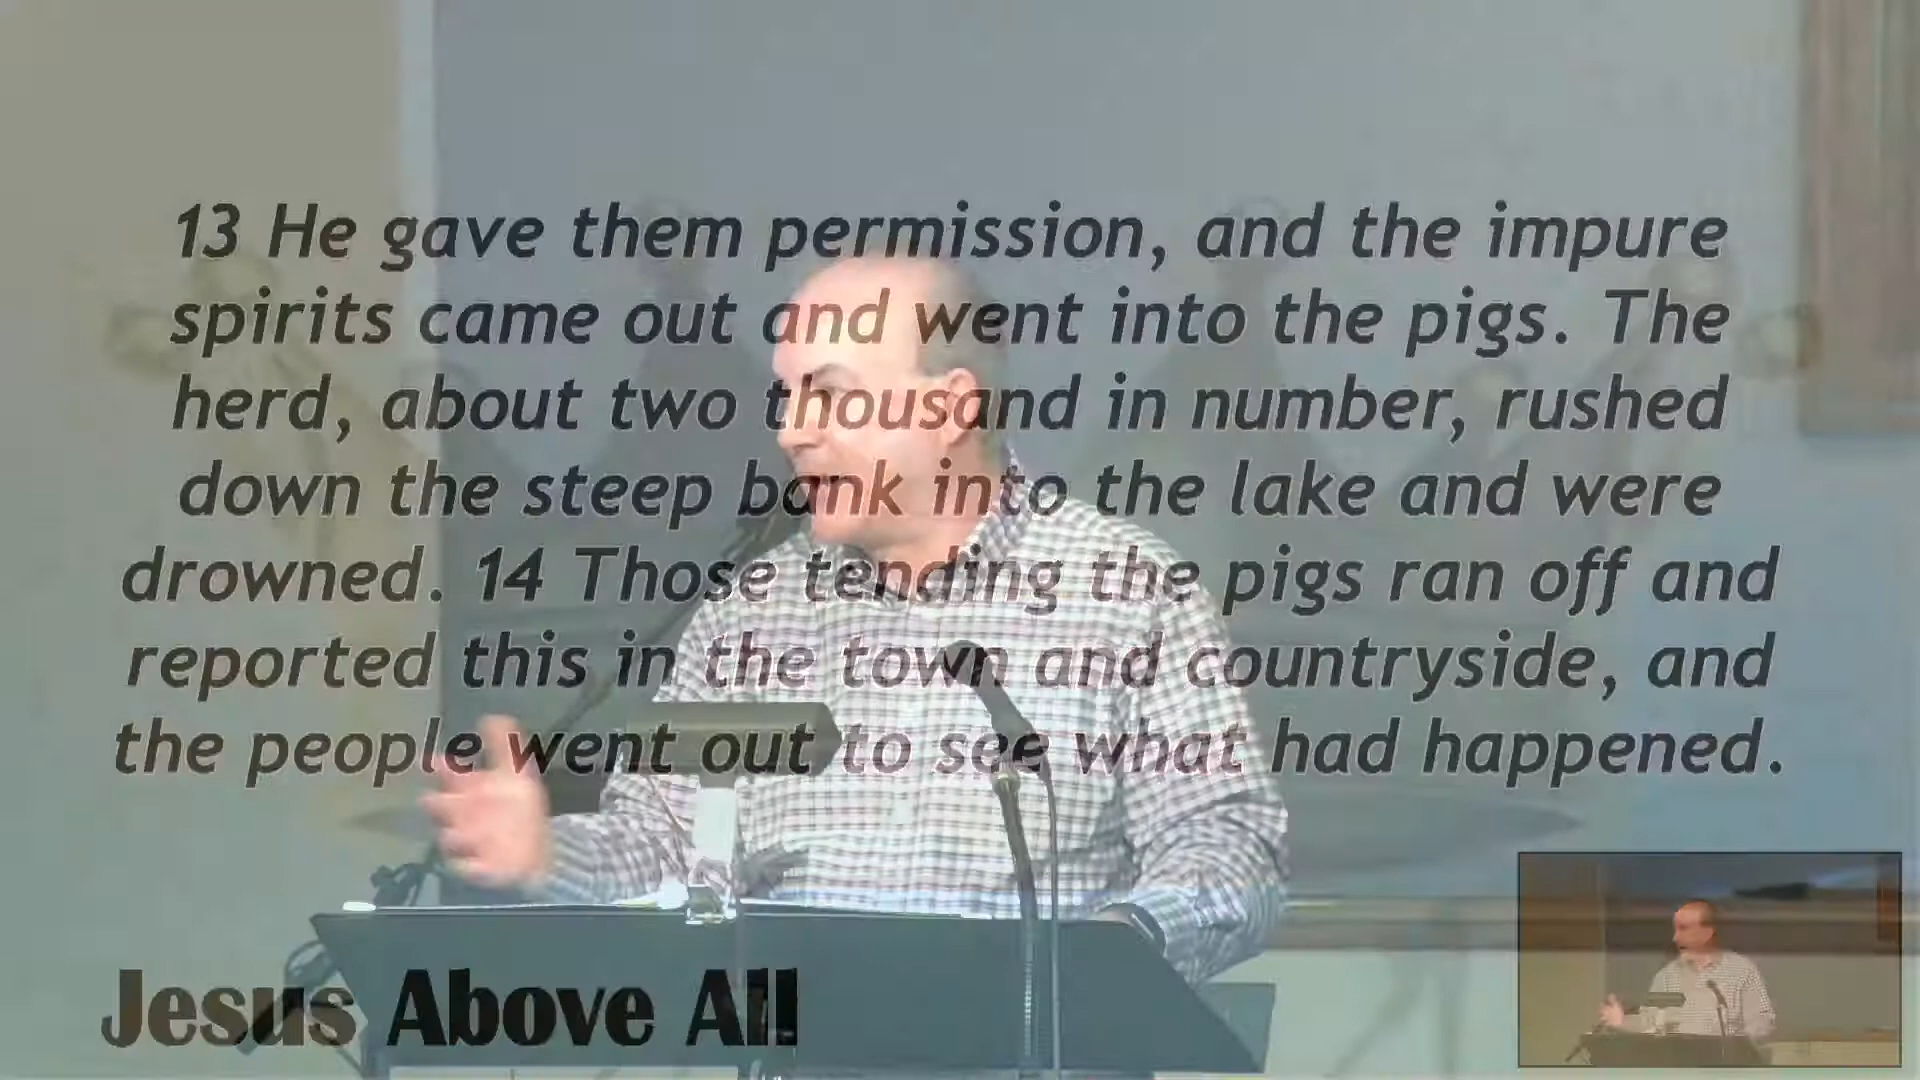 13 He gave them permission, and the impure
spirits came out and went into the pigs. The
herd, about two thousand in number, rushed
down the steep bank into the lake and were
drowned. 14 Those tending the pigs ran off and
reported this in the town and countryside, and
the people went out to see what had happened.
Jesus Above All